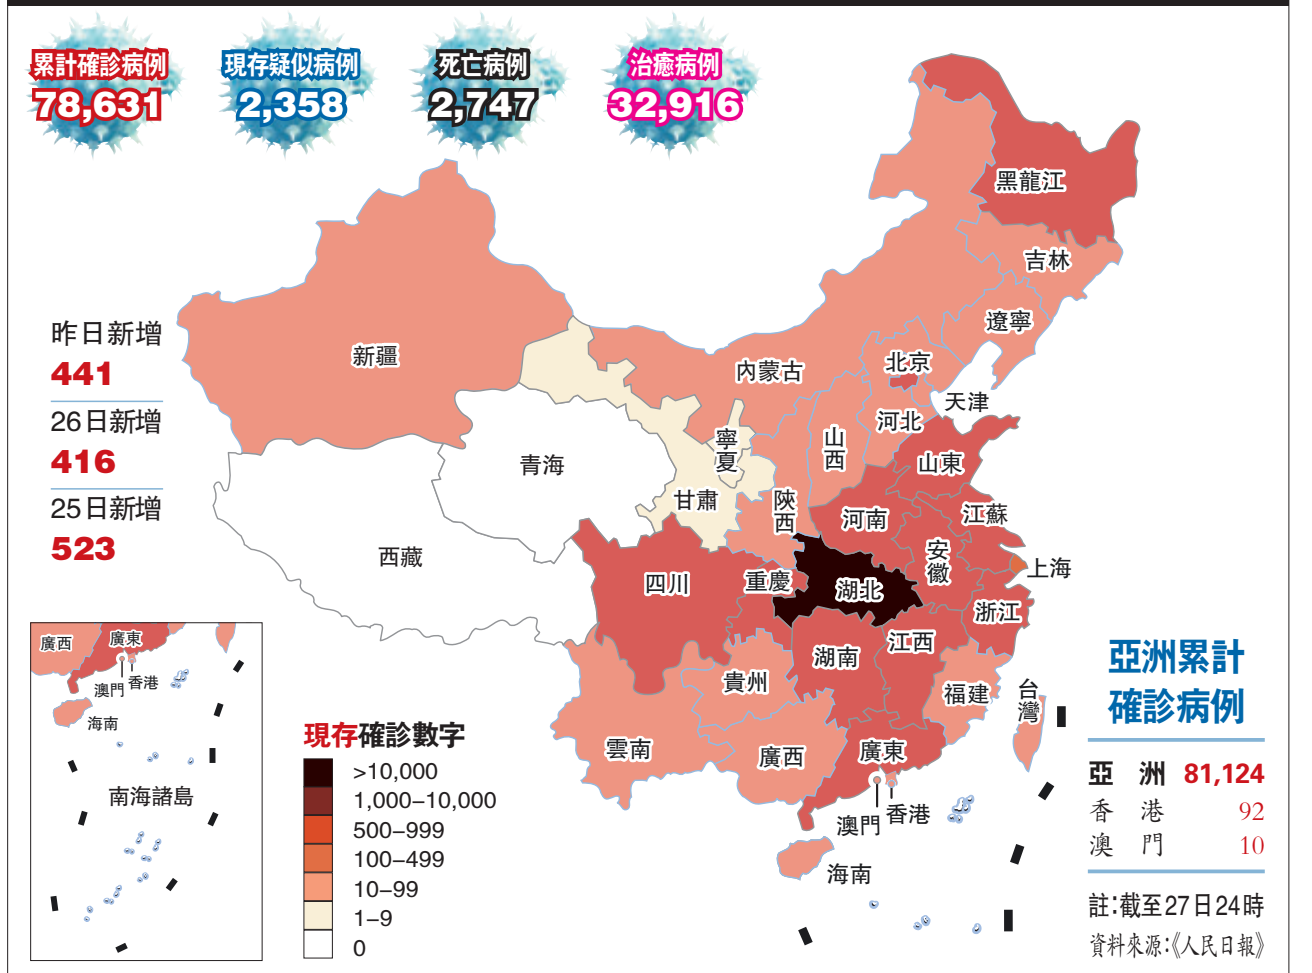 累計確診病例
78,631
現存疑似病例
2,358
死亡病例
2,747
治癒病例
32,916
昨日新增
441
26日新增
416
25日新增
523
黑龍江
吉林
遼寧
新疆
內蒙古
北京
天津
河北
山西
寧夏
山東
青海
甘肅
陝西
河南
江蘇
安徽
上海
西藏
四川
重慶
湖北
浙江
江西
湖南
貴州
福建
台灣
雲南
廣西
廣東
澳門
香港
海南
廣西
廣東
澳門
香港
海南
南海諸島
現存確診數字
>10,000
1,000–10,000
500–999
100–499
10–99
1–9
0
亞洲累計
確診病例
亞洲 81,124
香港 92
澳門 10
註:截至27日24時
資料來源:《人民日報》